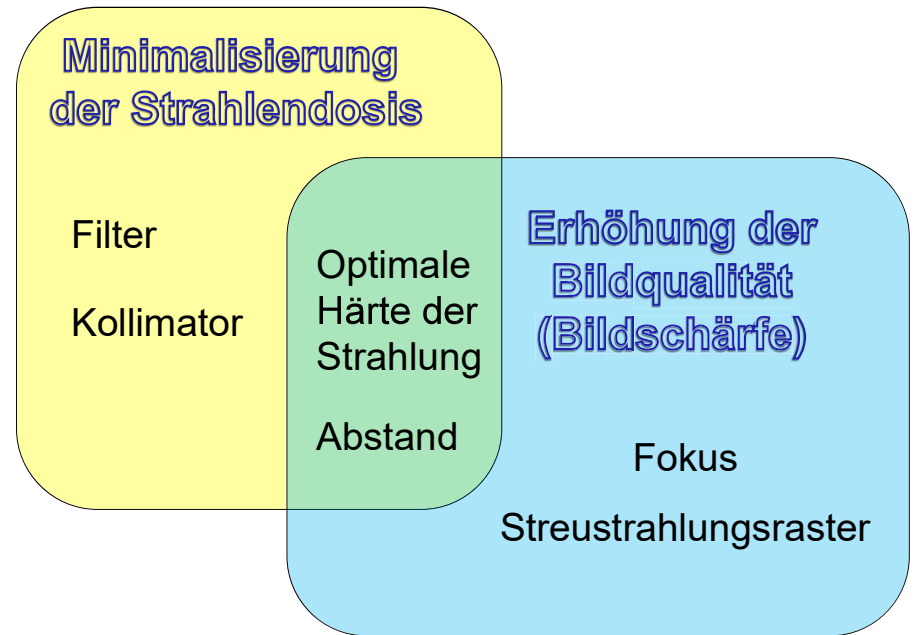 Minimalisierung
der Strahlendosis
Filter
Kollimator
Optimale
Härte der
Strahlung
Abstand
Erhöhung der
Bildqualität
(Bildschärfe)
Fokus
Streustrahlungsraster